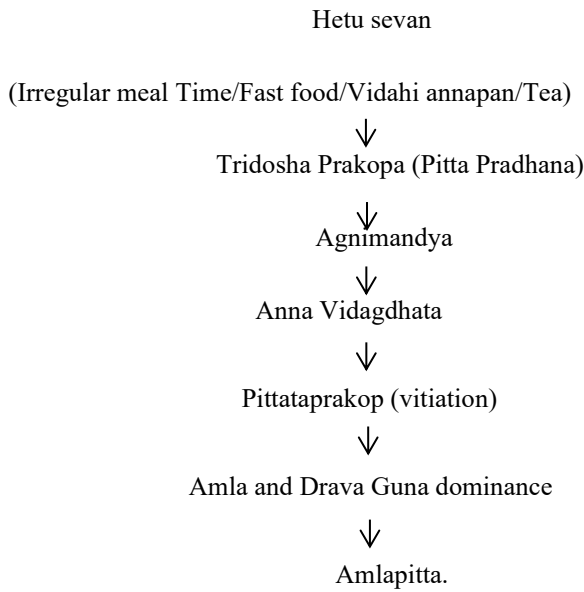 Hetu sevan
(Irregular meal Time/Fast food/Vidahi annapan/Tea)
Tridosha Prakopa (Pitta Pradhana)
Agnimandya
Anna Vidagdhata
Pittataprakop (vitiation)
Amla and Drava Guna dominance
Amlapitta.